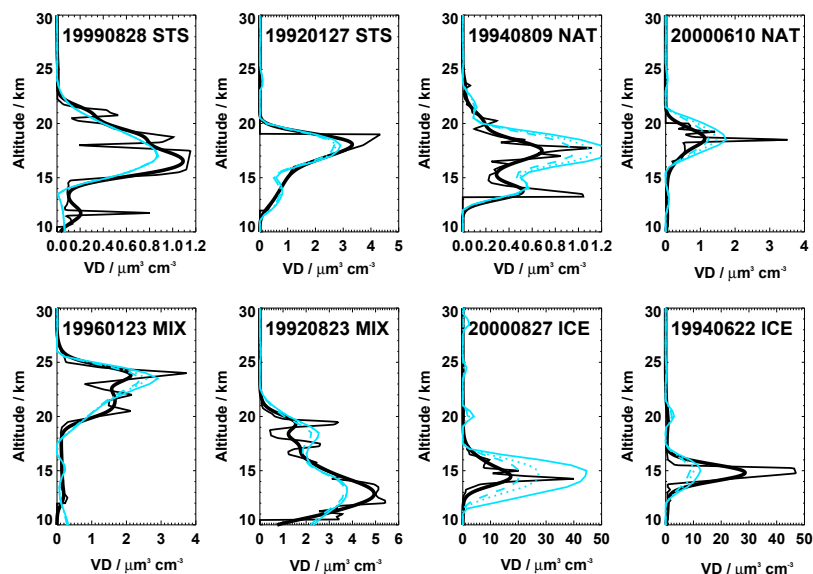 19990828 STS
19920127 STS
19940809 NAT
20000610 NAT
Altitude / km
30
25
20
15
10
0.0 0.2 0.4 0.6 0.8 1.0 1.2
VD / µm³ cm⁻³
Altitude / km
30
25
20
15
10
0 1 2 3 4 5
VD / µm³ cm⁻³
Altitude / km
30
25
20
15
10
0.0 0.2 0.4 0.6 0.8 1.0 1.2
VD / µm³ cm⁻³
Altitude / km
30
25
20
15
10
0 1 2 3 4
VD / µm³ cm⁻³
19960123 MIX
19920823 MIX
20000827 ICE
19940622 ICE
Altitude / km
30
25
20
15
10
0 1 2 3 4
VD / µm³ cm⁻³
Altitude / km
30
25
20
15
10
0 1 2 3 4 5 6
VD / µm³ cm⁻³
Altitude / km
30
25
20
15
10
0 10 20 30 40 50
VD / µm³ cm⁻³
Altitude / km
30
25
20
15
10
0 10 20 30 40 50
VD / µm³ cm⁻³